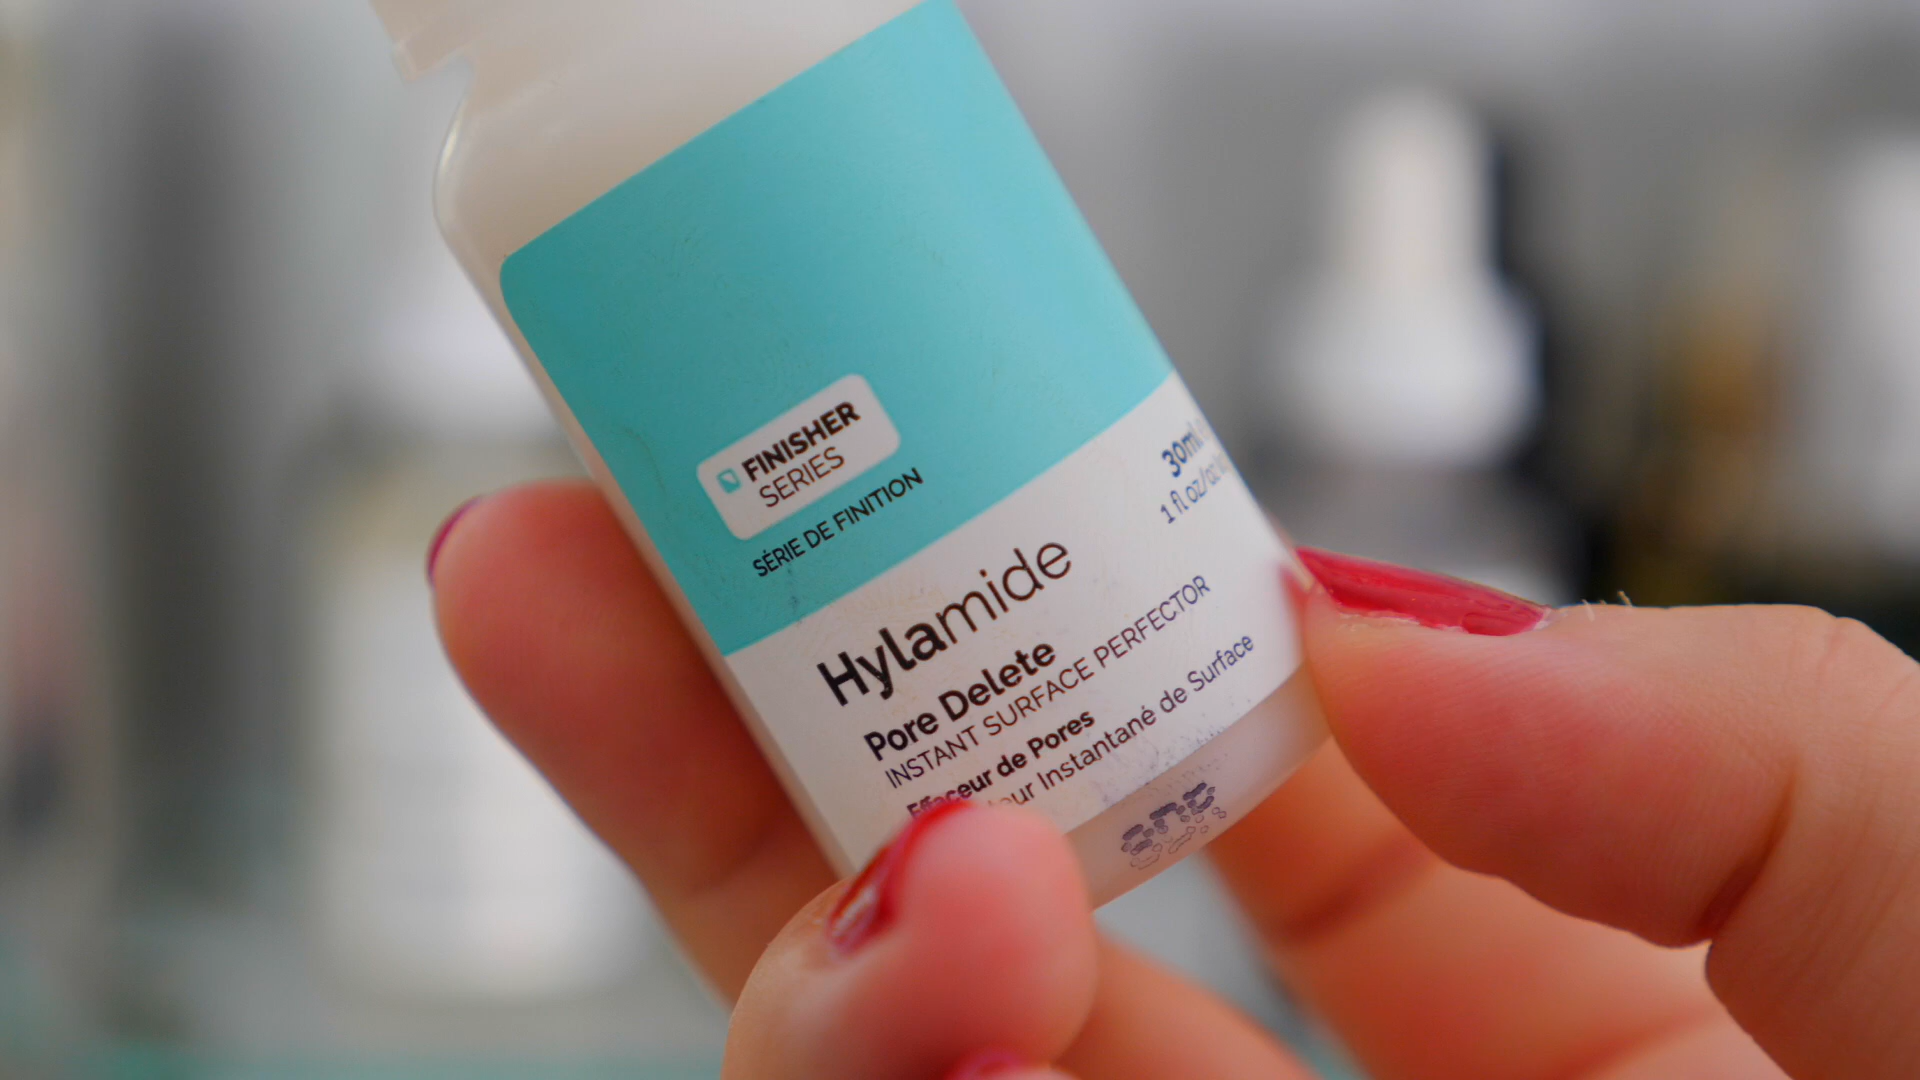 FINISHER
SERIES
SÉRIE DE FINITION
30ml
1 fl oz/oz
Hylamide
Pore Delete
INSTANT SURFACE PERFECTOR
Effaceur de Pores
Instantané de Surface